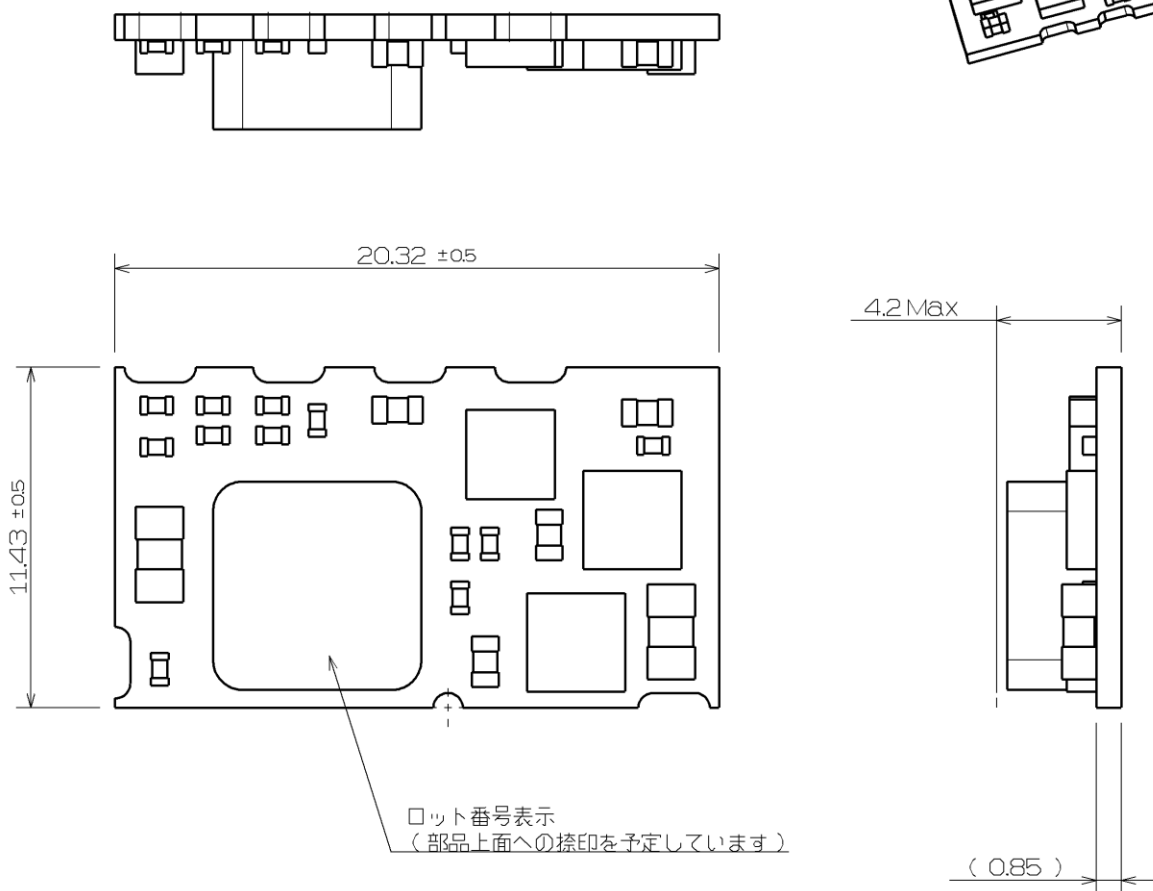 20.32 ±0.5
4.2 Max
11.43 ±0.5
ロット番号表示
( 部品上面への捺印を予定しています )
( 0.85 )